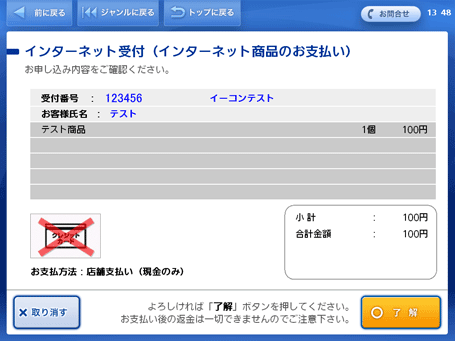 前に戻る
ジャンルに戻る
トップに戻る
お問合せ
13 48
インターネット受付（インターネット商品のお支払い）
お申し込み内容をご確認ください。
受付番号 ： 123456 イーコンテスト
お客様氏名 ： テスト
テスト商品 1個 100円
小 計 : 100円
合計金額 : 100円
クレジット
カード
お支払方法：店舗支払い（現金のみ）
取り消す
よろしければ「了解」ボタンを押してください。
お支払い後の返金は一切できませんのでご注意下さい。
了 解